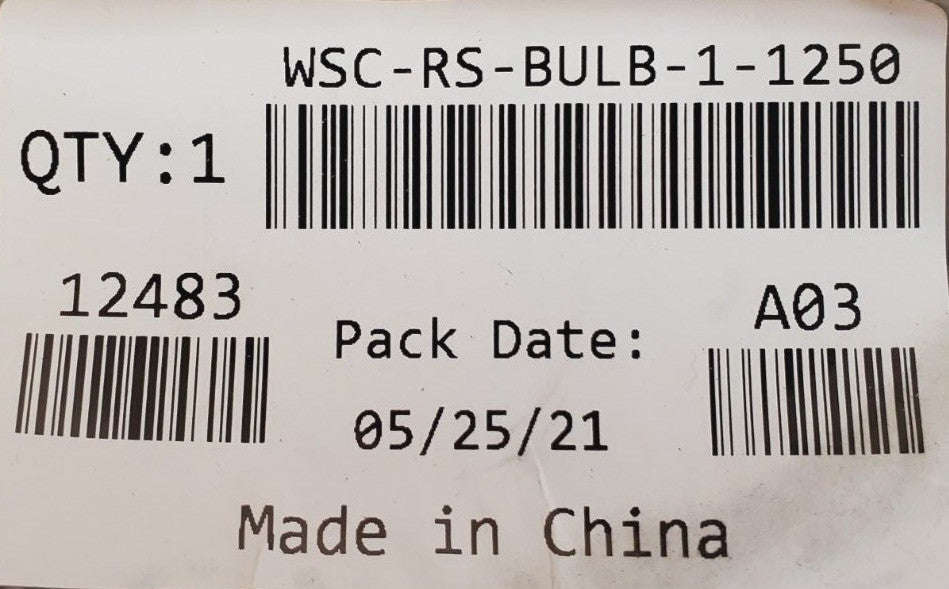 WSC-RS-BULB-1-1250
QTY:1
12483
A03
Pack Date:
05/25/21
Made in China